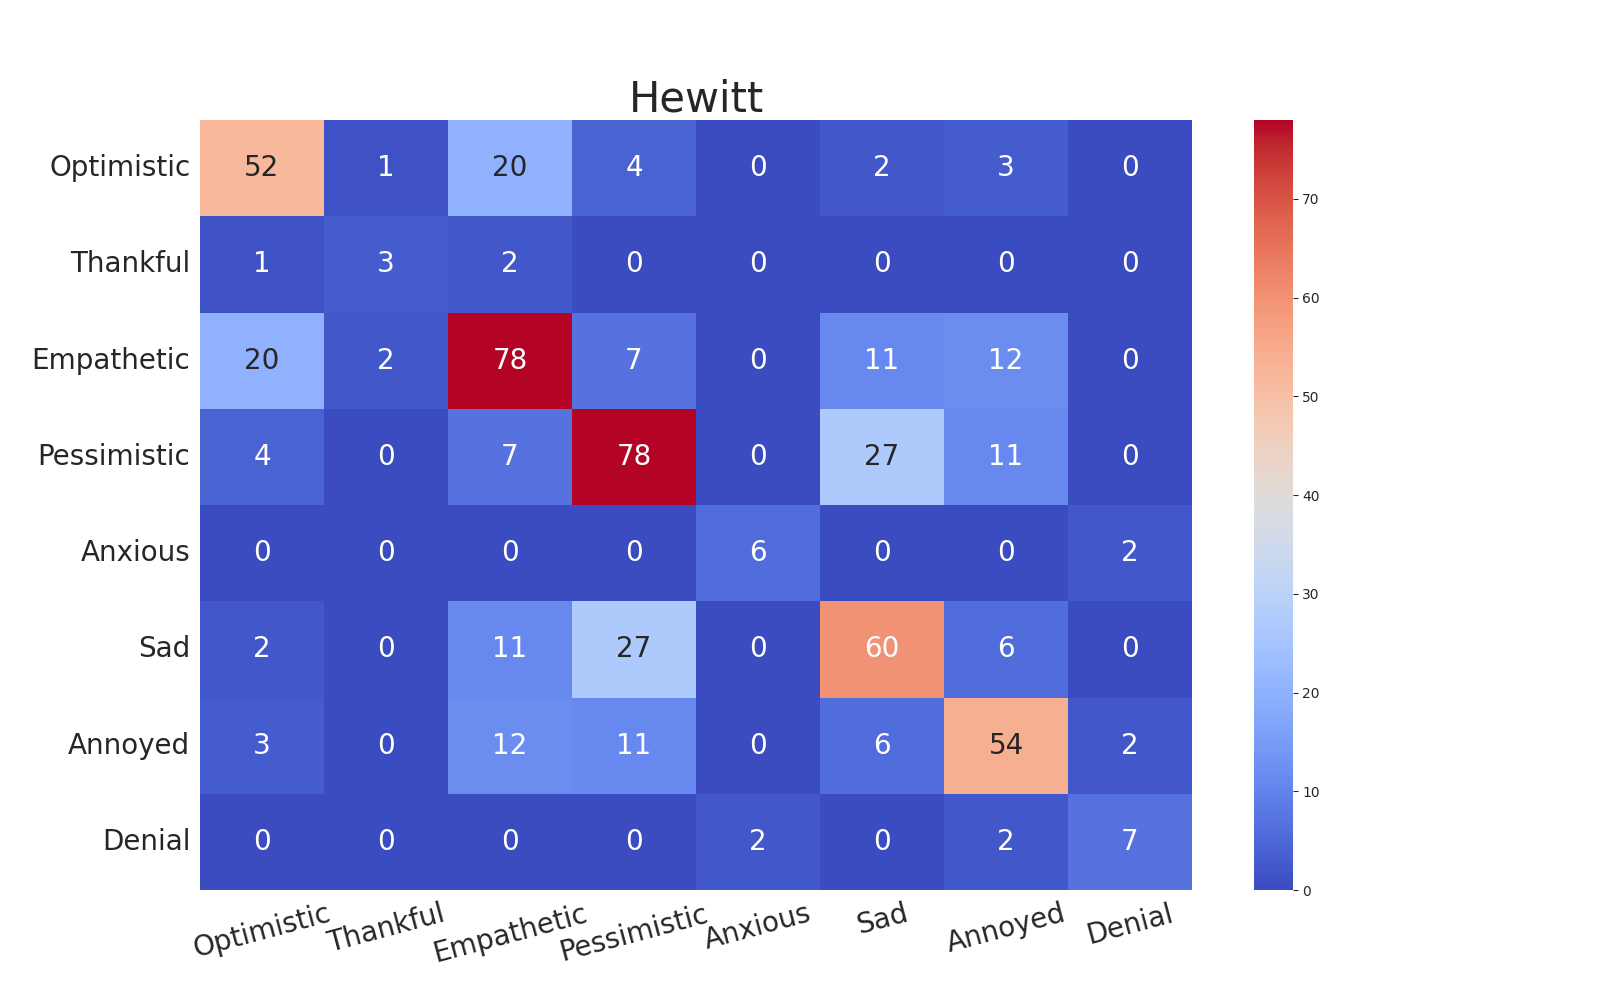 Hewitt
Optimistic 52 1 20 4 0 2 3 0
Thankful 1 3 2 0 0 0 0 0
Empathetic 20 2 78 7 0 11 12 0
Pessimistic 4 0 7 78 0 27 11 0
Anxious 0 0 0 0 6 0 0 2
Sad 2 0 11 27 0 60 6 0
Annoyed 3 0 12 11 0 6 54 2
Denial 0 0 0 0 2 0 2 7
Optimistic Thankful Empathetic Pessimistic Anxious Sad Annoyed Denial
70
60
50
40
30
20
10
0